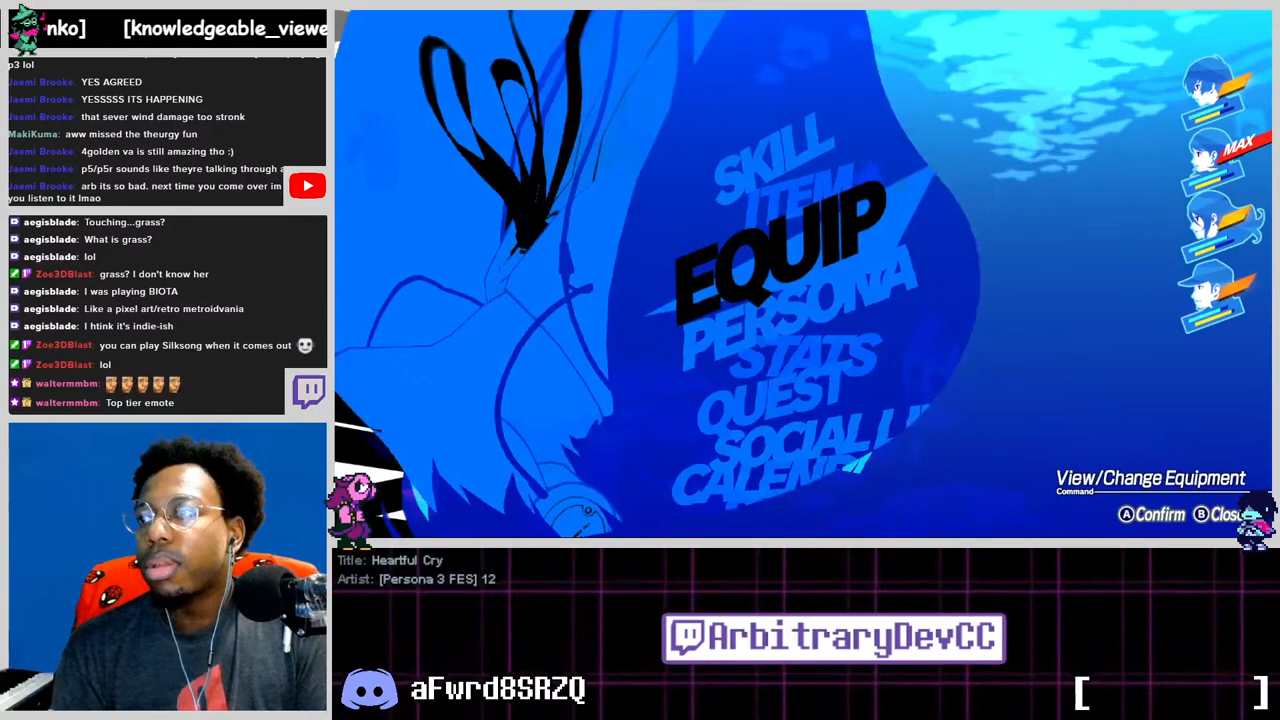 nko] [knowledgeable_viewe
p3 lol
Jaemi Brooke: YES AGREED
Jaemi Brooke: YESSSSS ITS HAPPENING
Jaemi Brooke: that sever wind damage too stronk
MakiKuma: aww missed the theurgy fun
Jaemi Brooke: 4golden va is still amazing tho :)
Jaemi Brooke: p5/p5r sounds like theyre talking through a
Jaemi Brooke: arb its so bad. next time you come over im
you listen to it lmao
aegisblade: Touching...grass?
aegisblade: What is grass?
aegisblade: lol
Zoe3DBlast: grass? I don't know her
aegisblade: I was playing BIOTA
aegisblade: Like a pixel art/retro metroidvania
aegisblade: I htink it's indie-ish
Zoe3DBlast: you can play Silksong when it comes out
Zoe3DBlast: lol
waltermmbm:
waltermmbm: Top tier emote
SKILL
ITEM
EQUIP
PERSONA
STATS
QUEST
SOCIAL LI
CALEND
MAX
View/Change Equipment
Command
A Confirm B Close
Title: Heartful Cry
Artist: [Persona 3 FES] 12
ArbitraryDevCC
aFwrd8SRZQ
[ ]